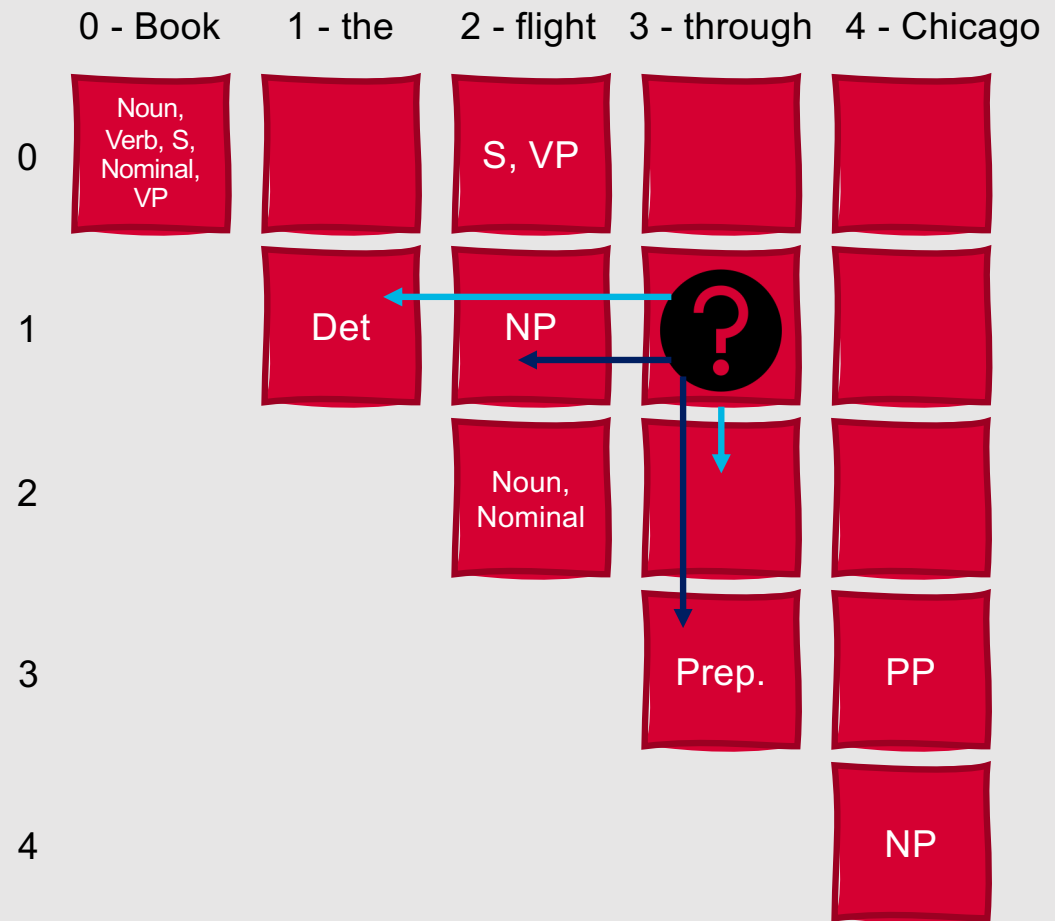 0 - Book 1 - the 2 - flight 3 - through 4 - Chicago
0
Noun,
Verb, S,
Nominal,
VP
S, VP
1
Det
NP
?
2
Noun,
Nominal
3
Prep.
PP
4
NP